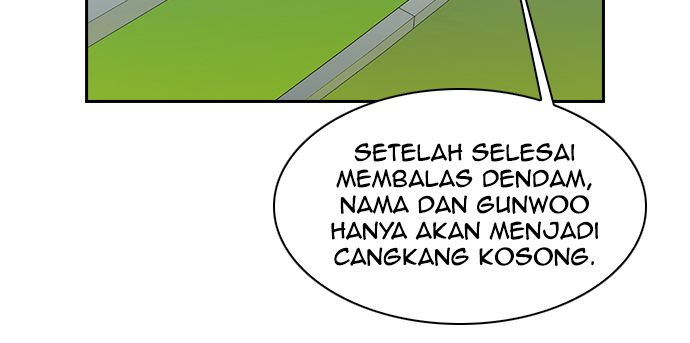 SETELAH SELESAI
MEMBALAS DENDAM,
NAMA DAN GUNWOO
HANYA AKAN MENJADI
CANGKANG KOSONG.